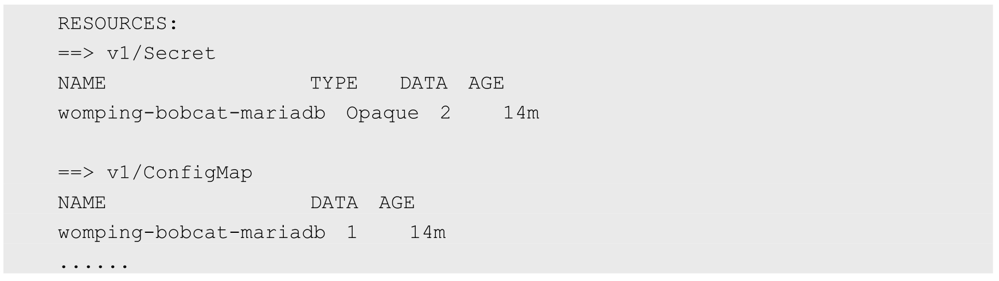 RESOURCES:
==> v1/Secret
NAME                     TYPE    DATA  AGE
womping-bobcat-mariadb  Opaque  2     14m

==> v1/ConfigMap
NAME                     DATA  AGE
womping-bobcat-mariadb  1     14m
......